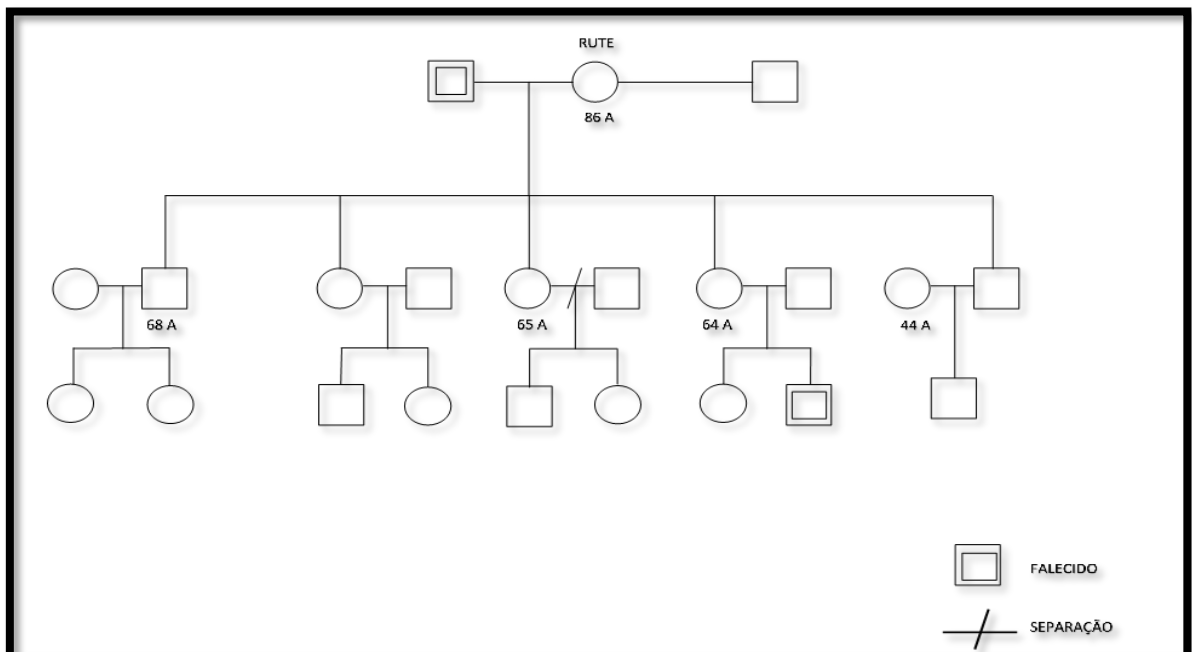 RUTE
86 A
68 A
65 A
64 A
44 A
FALECIDO
SEPARAÇÃO